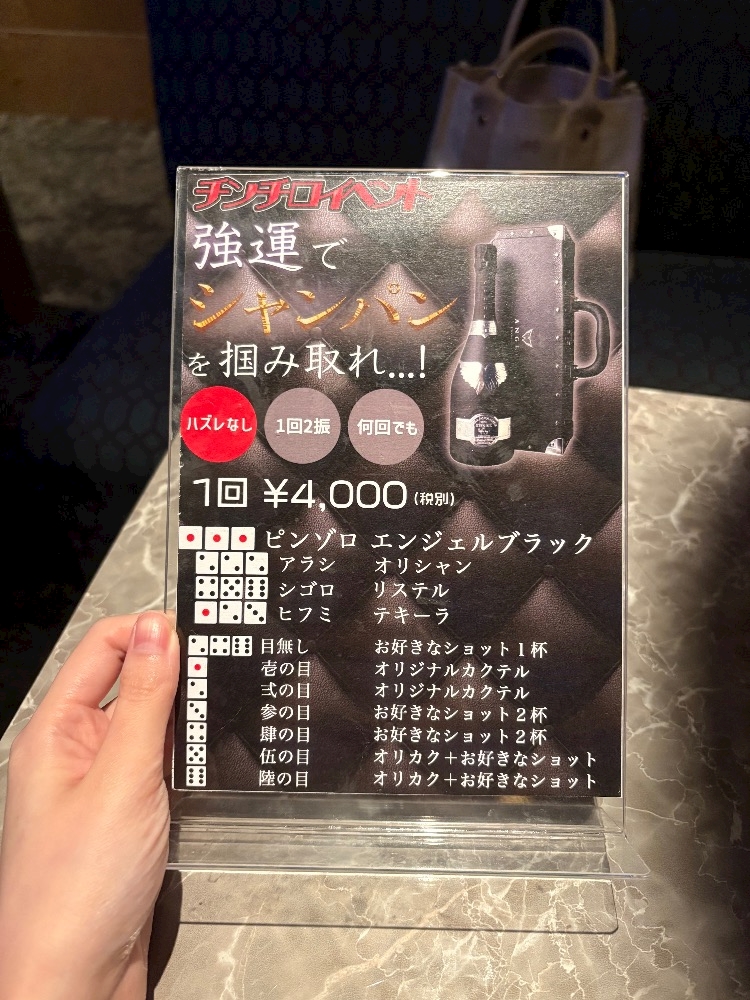 チンチロイベント
強運で
シャンパン
を掴み取れ...!
ハズレなし
1回2振
何回でも
1回 ¥4,000(税別)
ピンゾロ エンジェルブラック
アラシ オリシャン
シゴロ リステル
ヒフミ テキーラ
目無し お好きなショット1杯
壱の目 オリジナルカクテル
弐の目 オリジナルカクテル
参の目 お好きなショット2杯
肆の目 お好きなショット2杯
伍の目 オリカク+お好きなショット
陸の目 オリカク+お好きなショット